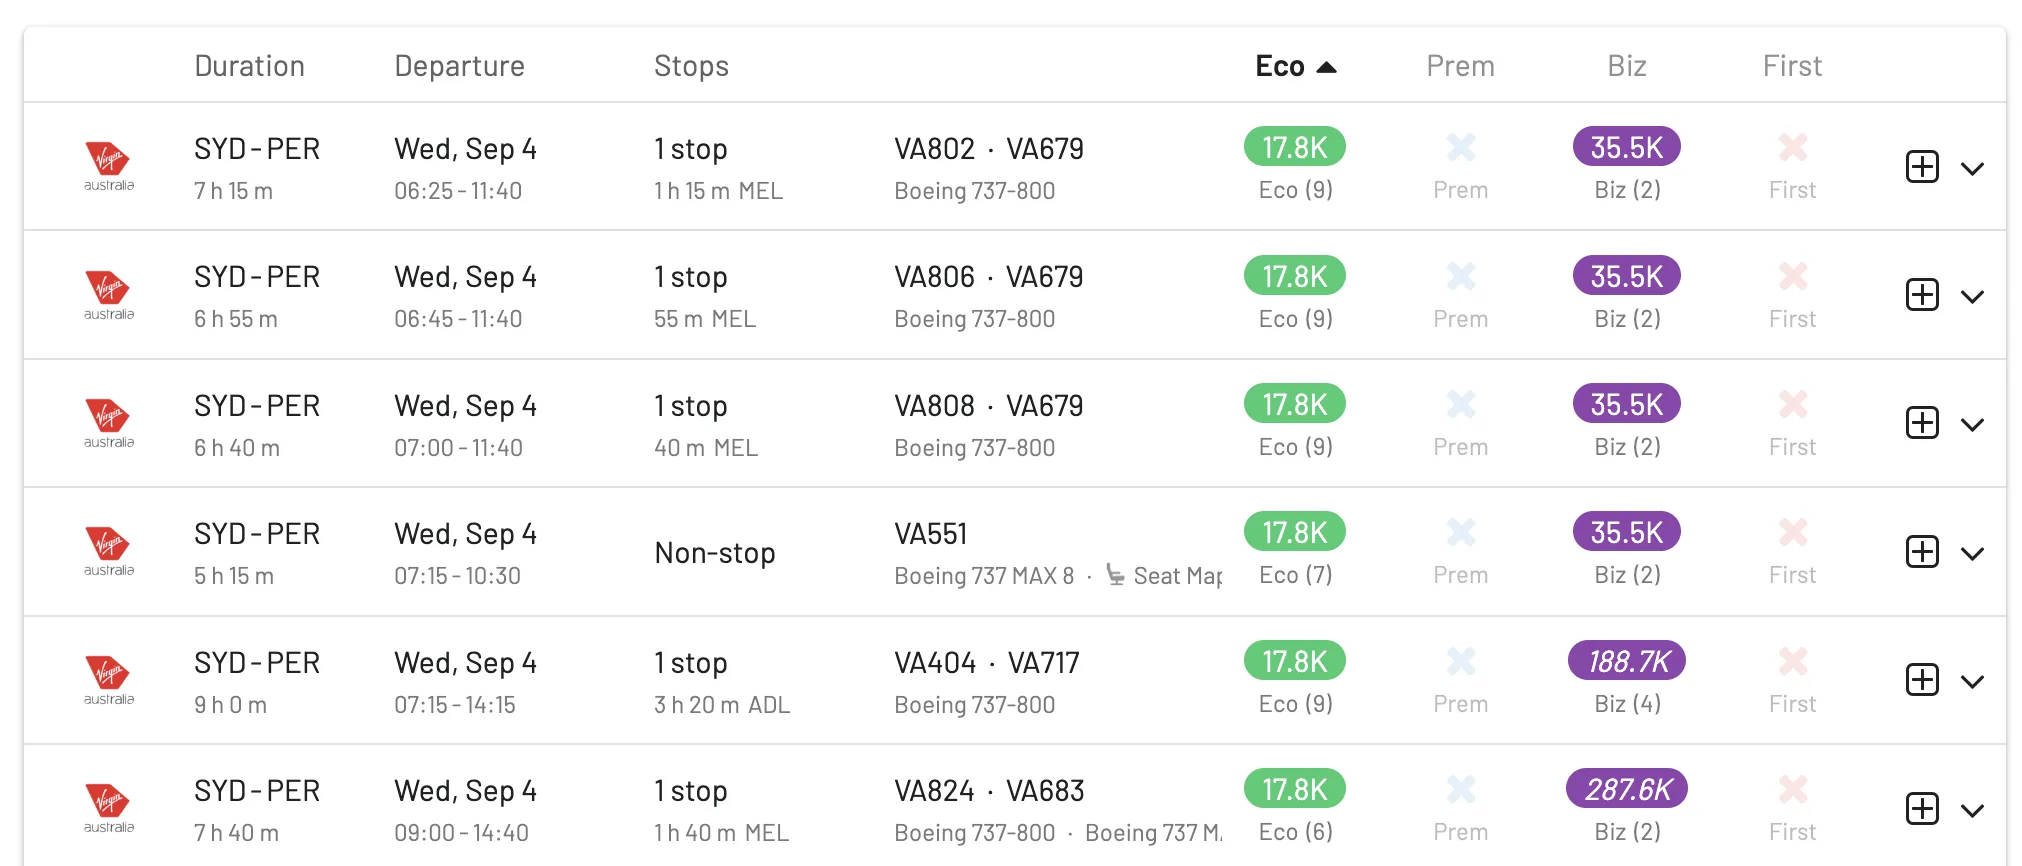 Duration Departure Stops Eco Prem Biz First
SYD-PER Wed, Sep 4 1 stop VA802 · VA679 17.8K 35.5K
Virgin australia 7 h 15 m 06:25-11:40 1 h 15 m MEL Boeing 737-800 Eco (9) Prem Biz (2) First
SYD-PER Wed, Sep 4 1 stop VA806 · VA679 17.8K 35.5K
Virgin australia 6 h 55 m 06:45-11:40 55 m MEL Boeing 737-800 Eco (9) Prem Biz (2) First
SYD-PER Wed, Sep 4 1 stop VA808 · VA679 17.8K 35.5K
Virgin australia 6 h 40 m 07:00-11:40 40 m MEL Boeing 737-800 Eco (9) Prem Biz (2) First
SYD-PER Wed, Sep 4 Non-stop VA551 17.8K 35.5K
Virgin australia 5 h 15 m 07:15-10:30 Boeing 737 MAX 8 · Seat Map Eco (7) Prem Biz (2) First
SYD-PER Wed, Sep 4 1 stop VA404 · VA717 17.8K 188.7K
Virgin australia 9 h 0 m 07:15-14:15 3 h 20 m ADL Boeing 737-800 Eco (9) Prem Biz (4) First
SYD-PER Wed, Sep 4 1 stop VA824 · VA683 17.8K 287.6K
Virgin australia 7 h 40 m 09:00-14:40 1 h 40 m MEL Boeing 737-800 · Boeing 737 Eco (6) Prem Biz (2) First